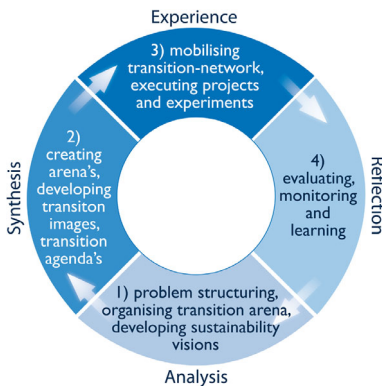 Experience
3) mobilising
transition-network,
executing projects
and experiments
2)
creating
arena's,
developing
transiton
images,
transition
agenda's
Synthesis
4)
evaluating,
monitoring
and
learning
Reflection
1) problem structuring,
organising transition arena,
developing sustainability
visions
Analysis